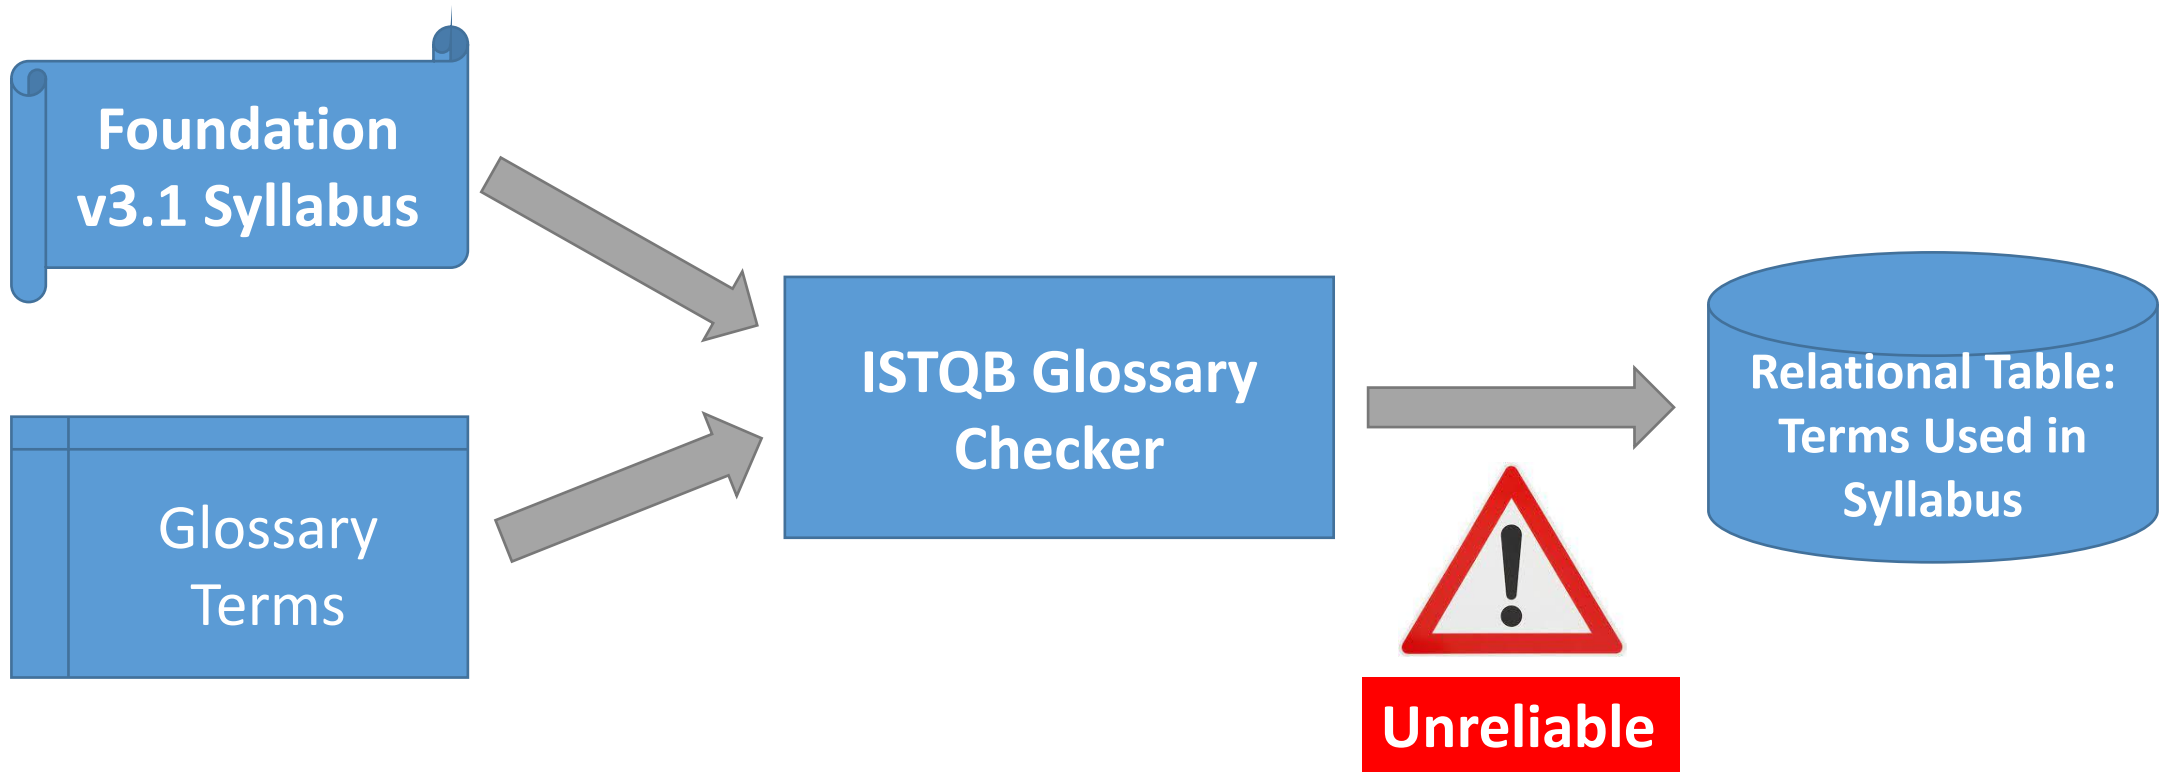 Foundation
v3.1 Syllabus
Glossary
Terms
ISTQB Glossary
Checker
Unreliable
Relational Table:
Terms Used in
Syllabus